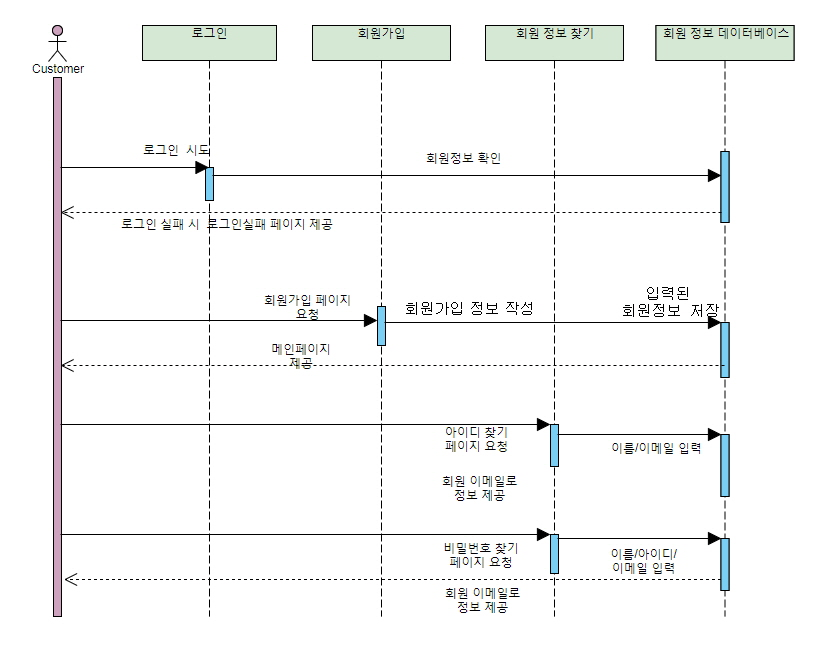 로그인
회원가입
회원 정보 찾기
회원 정보 데이터베이스
Customer
로그인 시도
회원정보 확인
로그인 실패 시 로그인실패 페이지 제공
회원가입 페이지
요청
회원가입 정보 작성
입력된
회원정보 저장
메인페이지
제공
아이디 찾기
페이지 요청
이름/이메일 입력
회원 이메일로
정보 제공
비밀번호 찾기
페이지 요청
이름/아이디/
이메일 입력
회원 이메일로
정보 제공